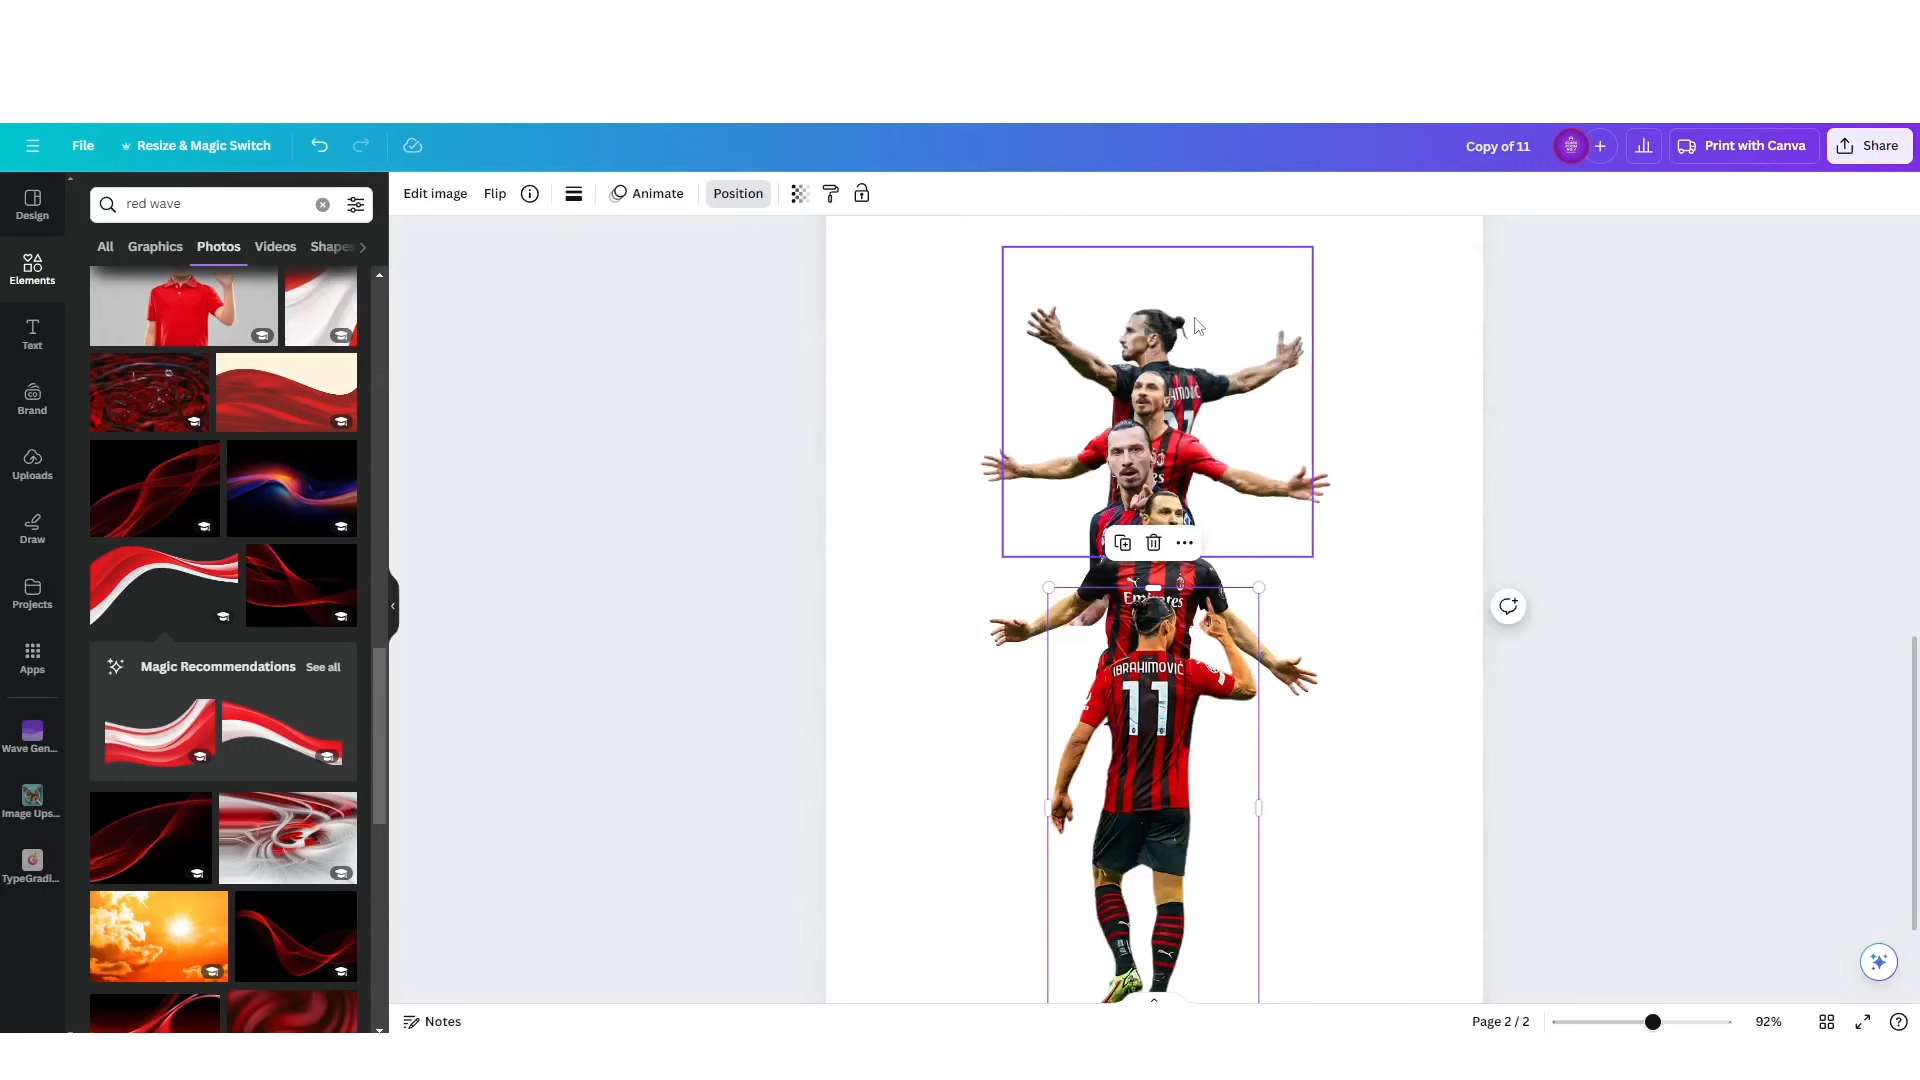 File
Resize & Magic Switch
Copy of 11
Print with Canva
Share
Design
Elements
Text
Brand
Uploads
Draw
Projects
Apps
Wave Gen...
Image Ups...
TypeGradi...
red wave
All
Graphics
Photos
Videos
Shapes
Magic Recommendations
See all
Edit image
Flip
Animate
Position
Emirates
IBRAHIMOVIĆ
11
Notes
Page 2 / 2
92%